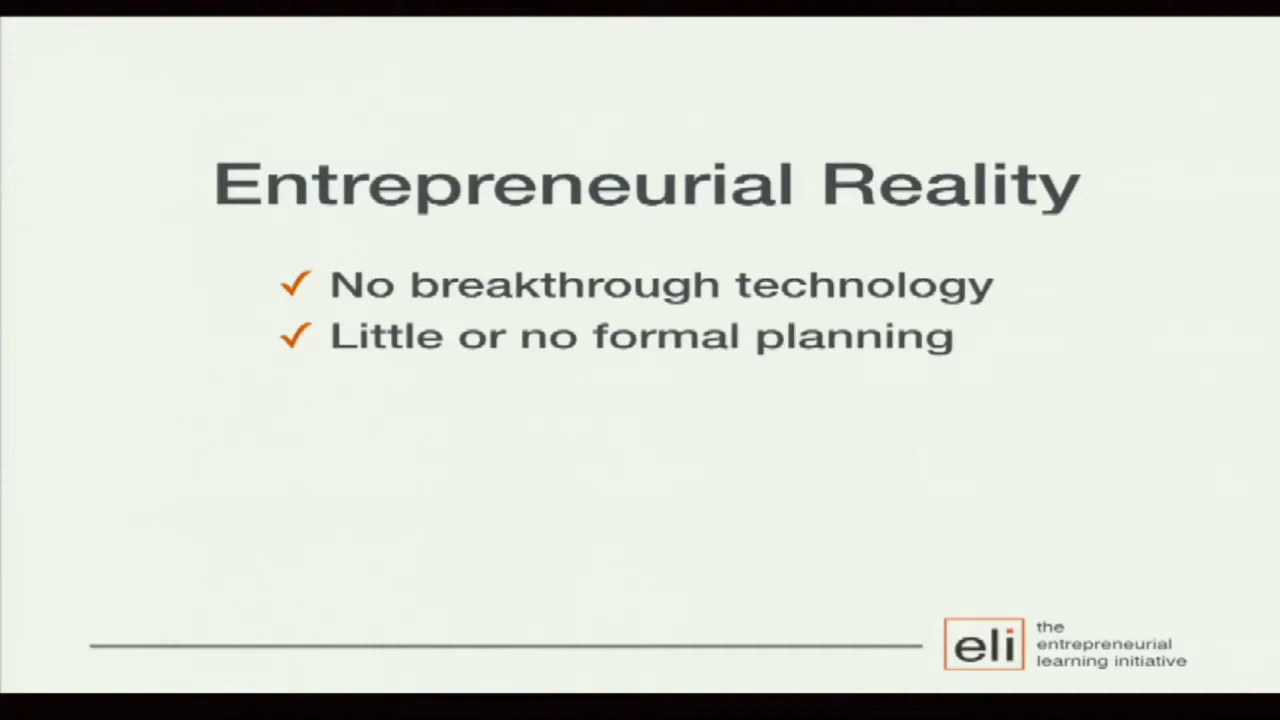 Entrepreneurial Reality
✓ No breakthrough technology
✓ Little or no formal planning
eli
the
entrepreneurial
learning initiative